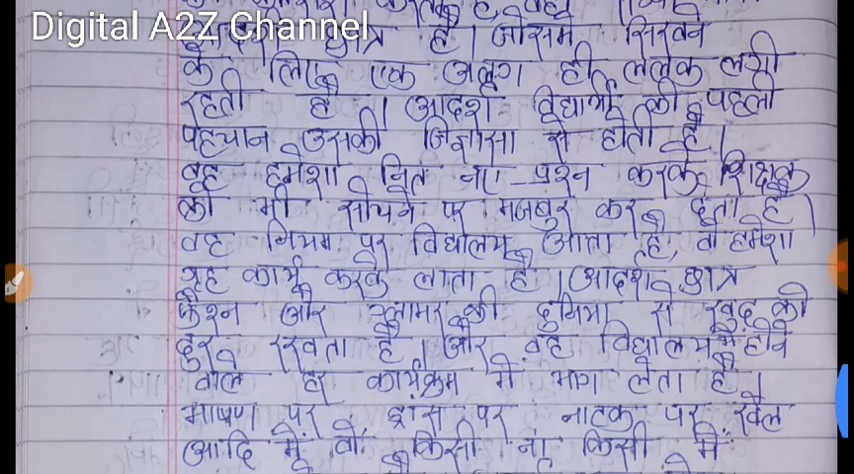 Digital A2Z Channel
छात्र है। जिसमे सिखने
के लिए एक अलग ही ललक लगी
रहती है। आदर्श विद्यार्थी की पहली
पहचान उसकी जिज्ञासा से होती है।
वह हमेशा नित नए प्रश्न करके शिक्षक
को भी सोचने पर मजबूर कर देता है।
वह नियम पर विद्यालय आता है, वो हमेशा
गृह कार्य करके लाता है। आदर्श छात्र
फैशन और ग्लामर की दुनिया से खुद को
दुर रखता है। और वह विद्यालय में होने
वाले हर कार्यक्रम में भाग लेता है।
भाषण पर डांस पर नाटक पर खेल
आदि में वो किसी ना किसी में